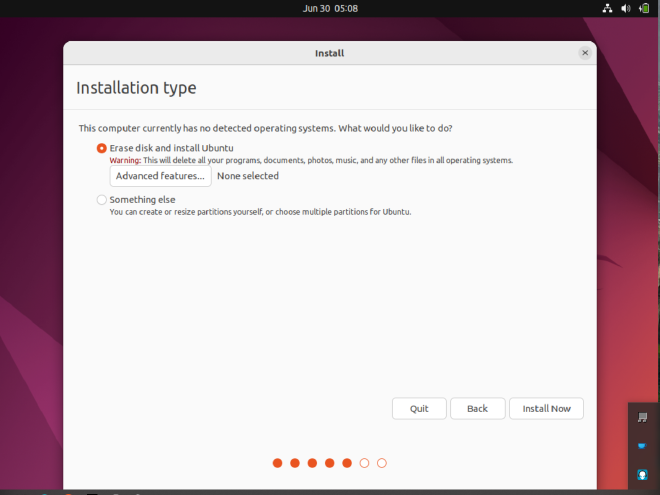 Jun 30 05:08
Install
Installation type
This computer currently has no detected operating systems. What would you like to do?
Erase disk and install Ubuntu
Warning: This will delete all your programs, documents, photos, music, and any other files in all operating systems.
Advanced features... None selected
Something else
You can create or resize partitions yourself, or choose multiple partitions for Ubuntu.
Quit Back Install Now